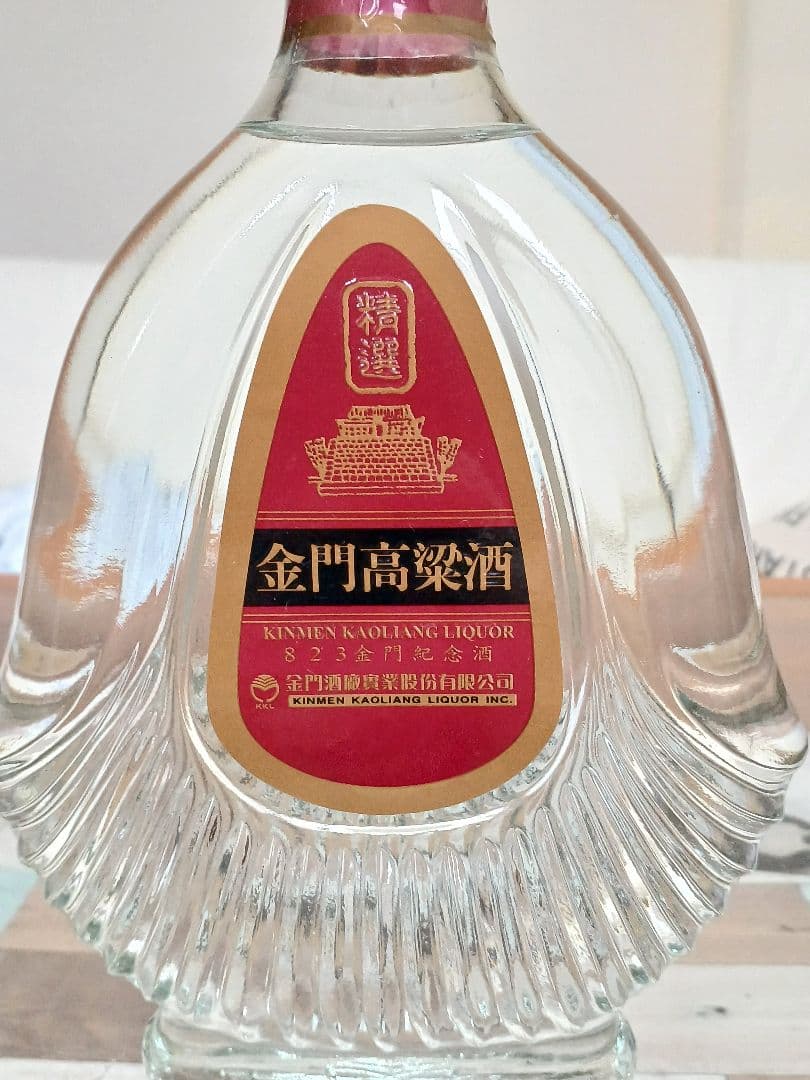 精選
金門高粱酒
KINMEN KAOLIANG LIQUOR
823金門紀念酒
金門酒廠實業股份有限公司
KKL
KINMEN KAOLIANG LIQUOR INC.